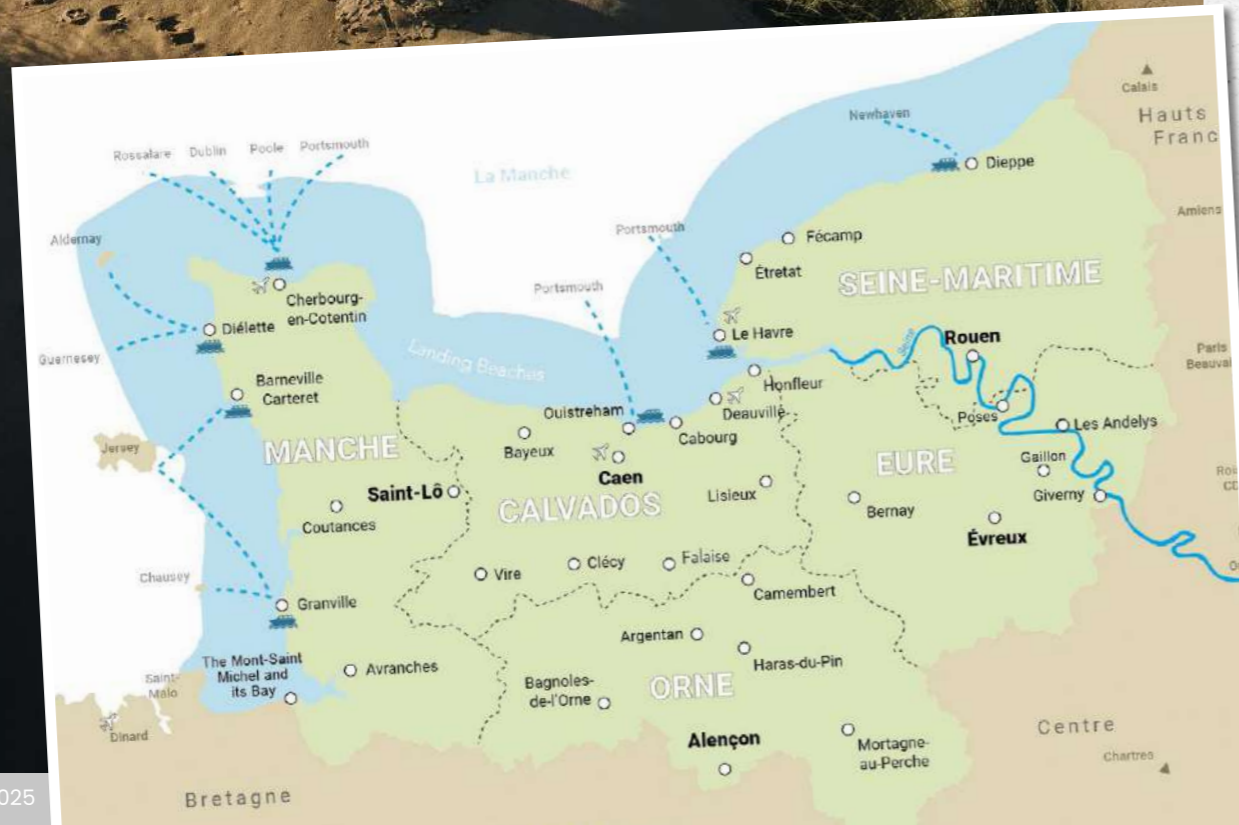 Calais
Hauts
Franc
Newhaven
Dieppe
Rossalare
Dublin
Poole
Portsmouth
La Manche
Amiens
Aldernay
Portsmouth
Fécamp
Étretat
SEINE-MARITIME
Portsmouth
Cherbourg-
en-Cotentin
Diélette
Le Havre
Seine
Rouen
Guernesey
Landing Beaches
Paris
Beauvai
Barneville
Carteret
Honfleur
Ouistreham
Deauville
Poses
Les Andelys
Cabourg
Jersey
MANCHE
Bayeux
Caen
EURE
Gaillon
Saint-Lô
Lisieux
Giverny
CALVADOS
Coutances
Bernay
Évreux
Vire
Clécy
Falaise
Chausey
Camembert
Granville
Argentan
Haras-du-Pin
The Mont-Saint
Michel and
its Bay
Avranches
Saint-
Malo
Bagnoles-
de-l'Orne
ORNE
Dinard
Alençon
Mortagne-
au-Perche
Centre
Chartres
Bretagne
025